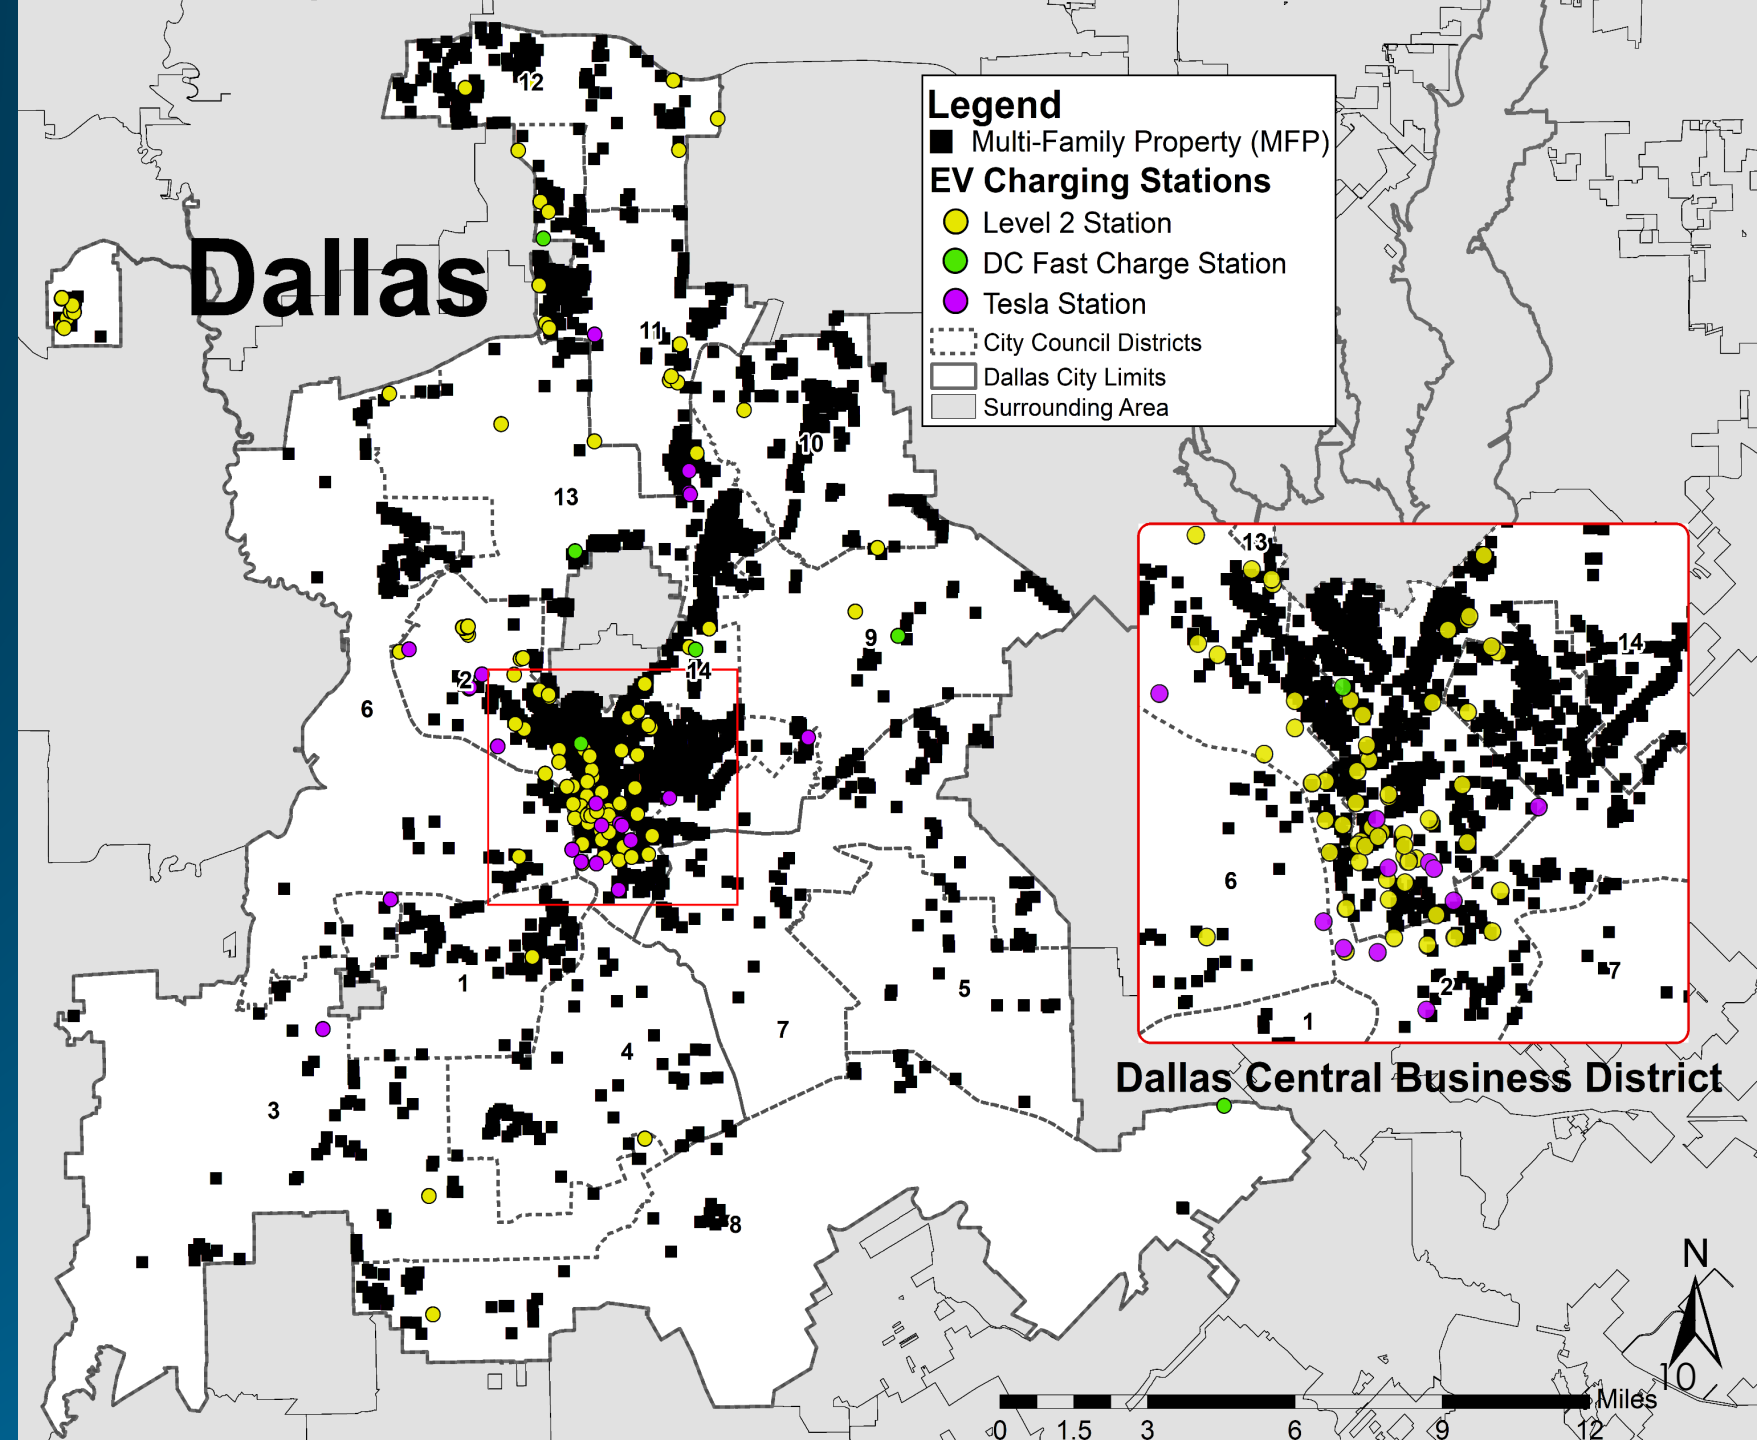 12
Legend
Multi-Family Property (MFP)
EV Charging Stations
Level 2 Station
DC Fast Charge Station
Tesla Station
City Council Districts
Dallas City Limits
Surrounding Area
Dallas
11
10
13
9
14
2
6
1
5
4
7
3
8
13
14
6
7
2
1
Dallas Central Business District
N
10
Miles
0 1.5 3 6 9 12